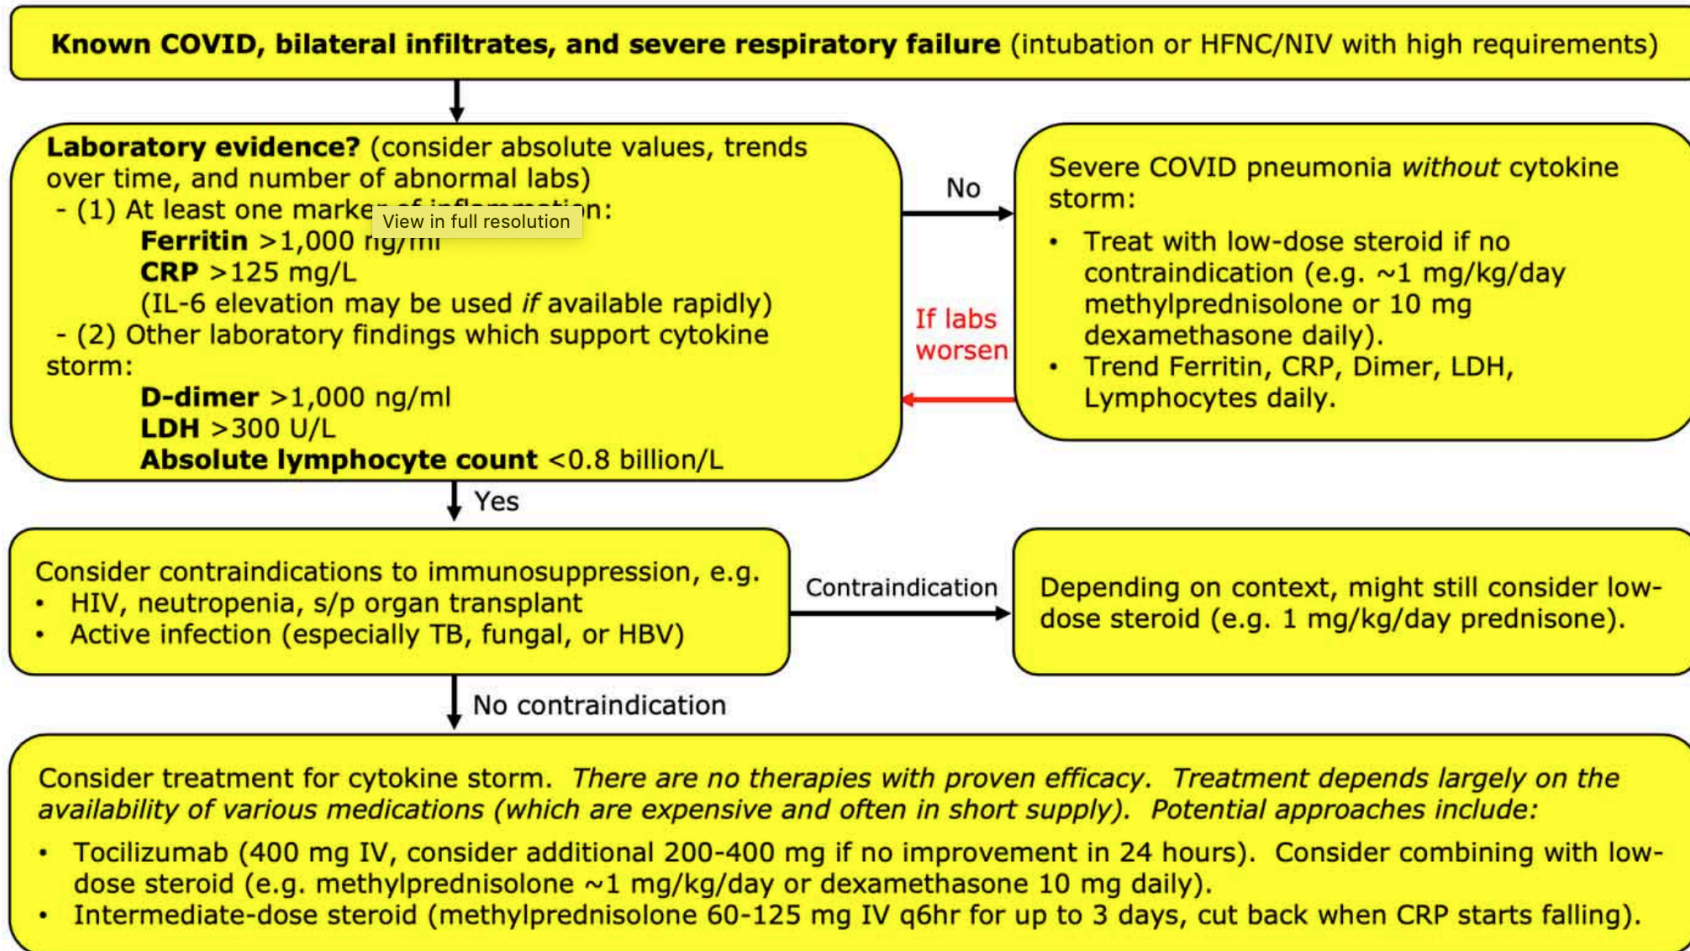 Known COVID, bilateral infiltrates, and severe respiratory failure (intubation or HFNC/NIV with high requirements)
Laboratory evidence? (consider absolute values, trends
over time, and number of abnormal labs)
- (1) At least one marker of inflammation:
View in full resolution
Ferritin >1,000 ng/ml
CRP >125 mg/L
(IL-6 elevation may be used if available rapidly)
- (2) Other laboratory findings which support cytokine
storm:
D-dimer >1,000 ng/ml
LDH >300 U/L
Absolute lymphocyte count <0.8 billion/L
No
If labs
worsen
Severe COVID pneumonia without cytokine
storm:
• Treat with low-dose steroid if no
contraindication (e.g. ~1 mg/kg/day
methylprednisolone or 10 mg
dexamethasone daily).
• Trend Ferritin, CRP, Dimer, LDH,
Lymphocytes daily.
Yes
Consider contraindications to immunosuppression, e.g.
• HIV, neutropenia, s/p organ transplant
• Active infection (especially TB, fungal, or HBV)
Contraindication
Depending on context, might still consider low-
dose steroid (e.g. 1 mg/kg/day prednisone).
No contraindication
Consider treatment for cytokine storm. There are no therapies with proven efficacy. Treatment depends largely on the
availability of various medications (which are expensive and often in short supply). Potential approaches include:
• Tocilizumab (400 mg IV, consider additional 200-400 mg if no improvement in 24 hours). Consider combining with low-
dose steroid (e.g. methylprednisolone ~1 mg/kg/day or dexamethasone 10 mg daily).
• Intermediate-dose steroid (methylprednisolone 60-125 mg IV q6hr for up to 3 days, cut back when CRP starts falling).